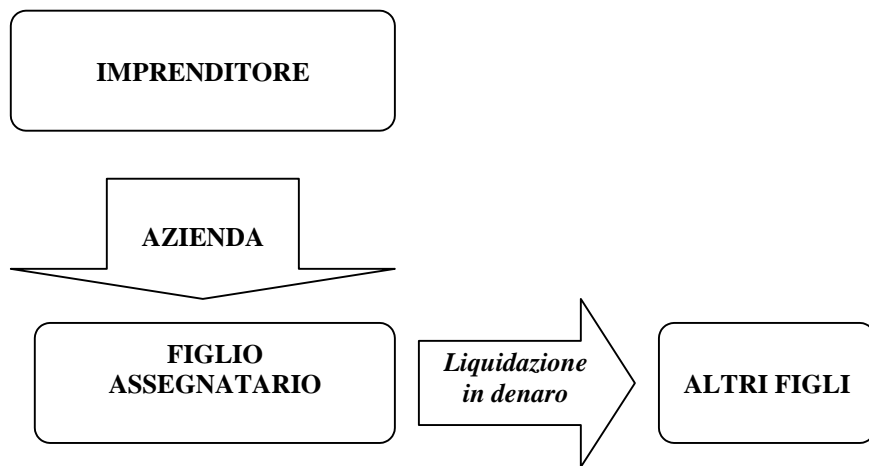 IMPRENDITORE
AZIENDA
FIGLIO
ASSEGNATARIO
Liquidazione
in denaro
ALTRI FIGLI